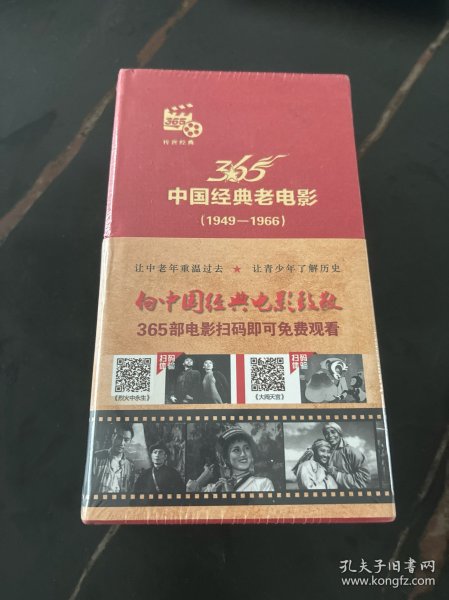 365
传世经典
365
中国经典老电影
(1949—1966)
让中老年重温过去 ★ 让青少年了解历史
向中国经典电影致敬
365部电影扫码即可免费观看
扫码体验
扫码体验
《烈火中永生》
《大闹天宫》
孔夫子旧书网
www.kongfz.com